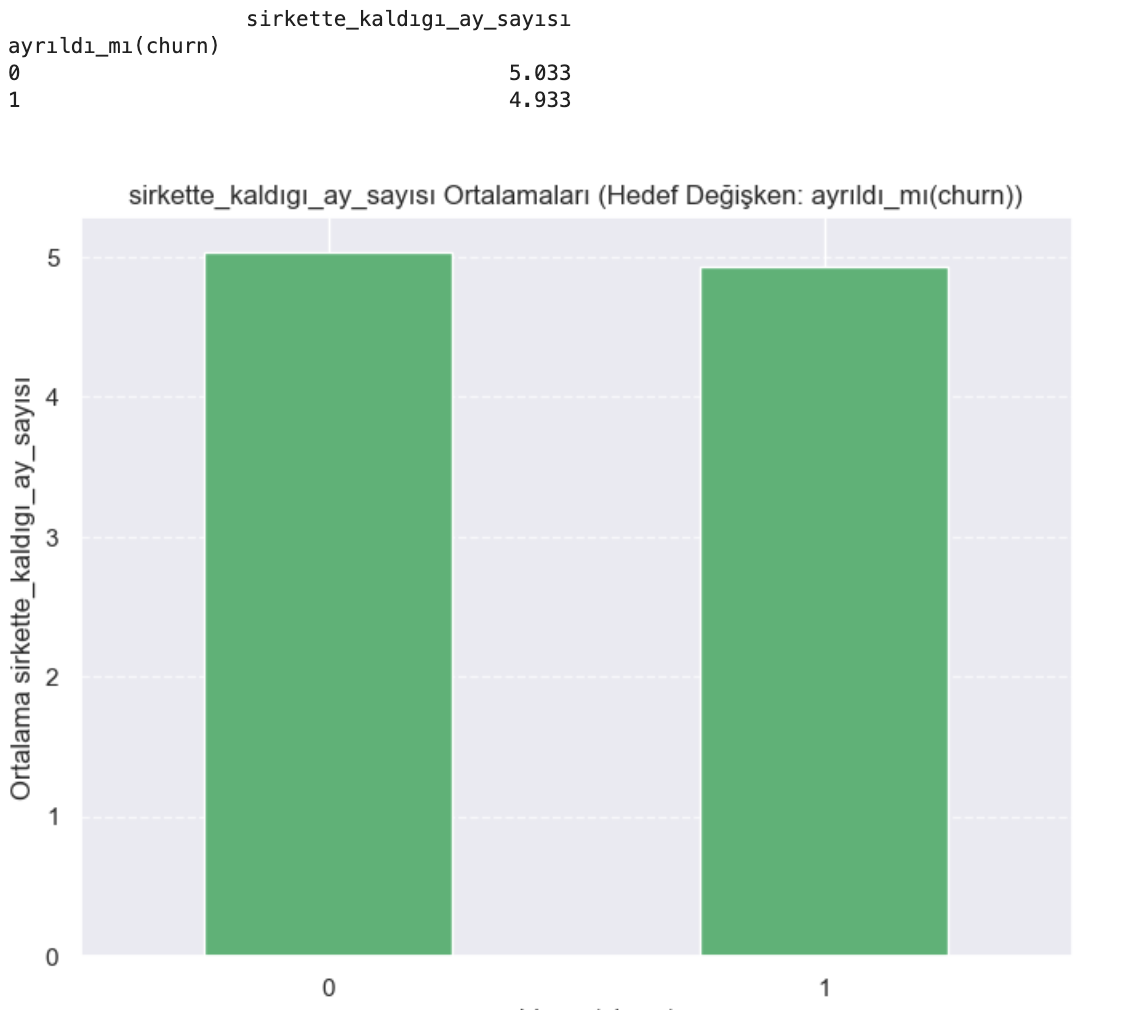 sirkette_kaldıgı_ay_sayısı
ayrıldı_mı(churn)
0 5.033
1 4.933
sirkette_kaldıgı_ay_sayısı Ortalamaları (Hedef Değişken: ayrıldı_mı(churn))
Ortalama sirkette_kaldıgı_ay_sayısı
5
4
3
2
1
0
0 1